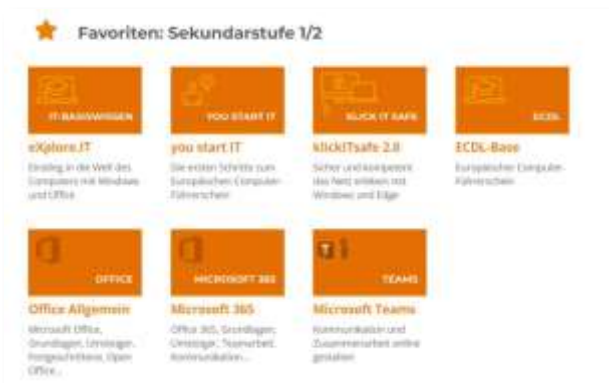 Favoriten: Sekundarstufe 1/2
IT-BASISWISSEN
YOU START IT
KLICK IT SAFE
ECDL
eXplore.IT
you start IT
klickITsafe 2.0
ECDL-Base
Einstieg in die Welt des
Computers mit Windows
und Office
Die ersten Schritte zum
Europäischen Computer-
Führerschein
Sicher und kompetent
das Netz erleben mit
Windows und Edge
Europäischer Computer-
Führerschein
OFFICE
MICROSOFT 365
TEAMS
Office Allgemein
Microsoft 365
Microsoft Teams
Microsoft Office,
Grundlagen, Umsteiger,
Fortgeschrittene, Open
Office...
Office 365, Grundlagen,
Umsteiger, Teamarbeit,
Kommunikation...
Kommunikation und
Zusammenarbeit online
gestalten